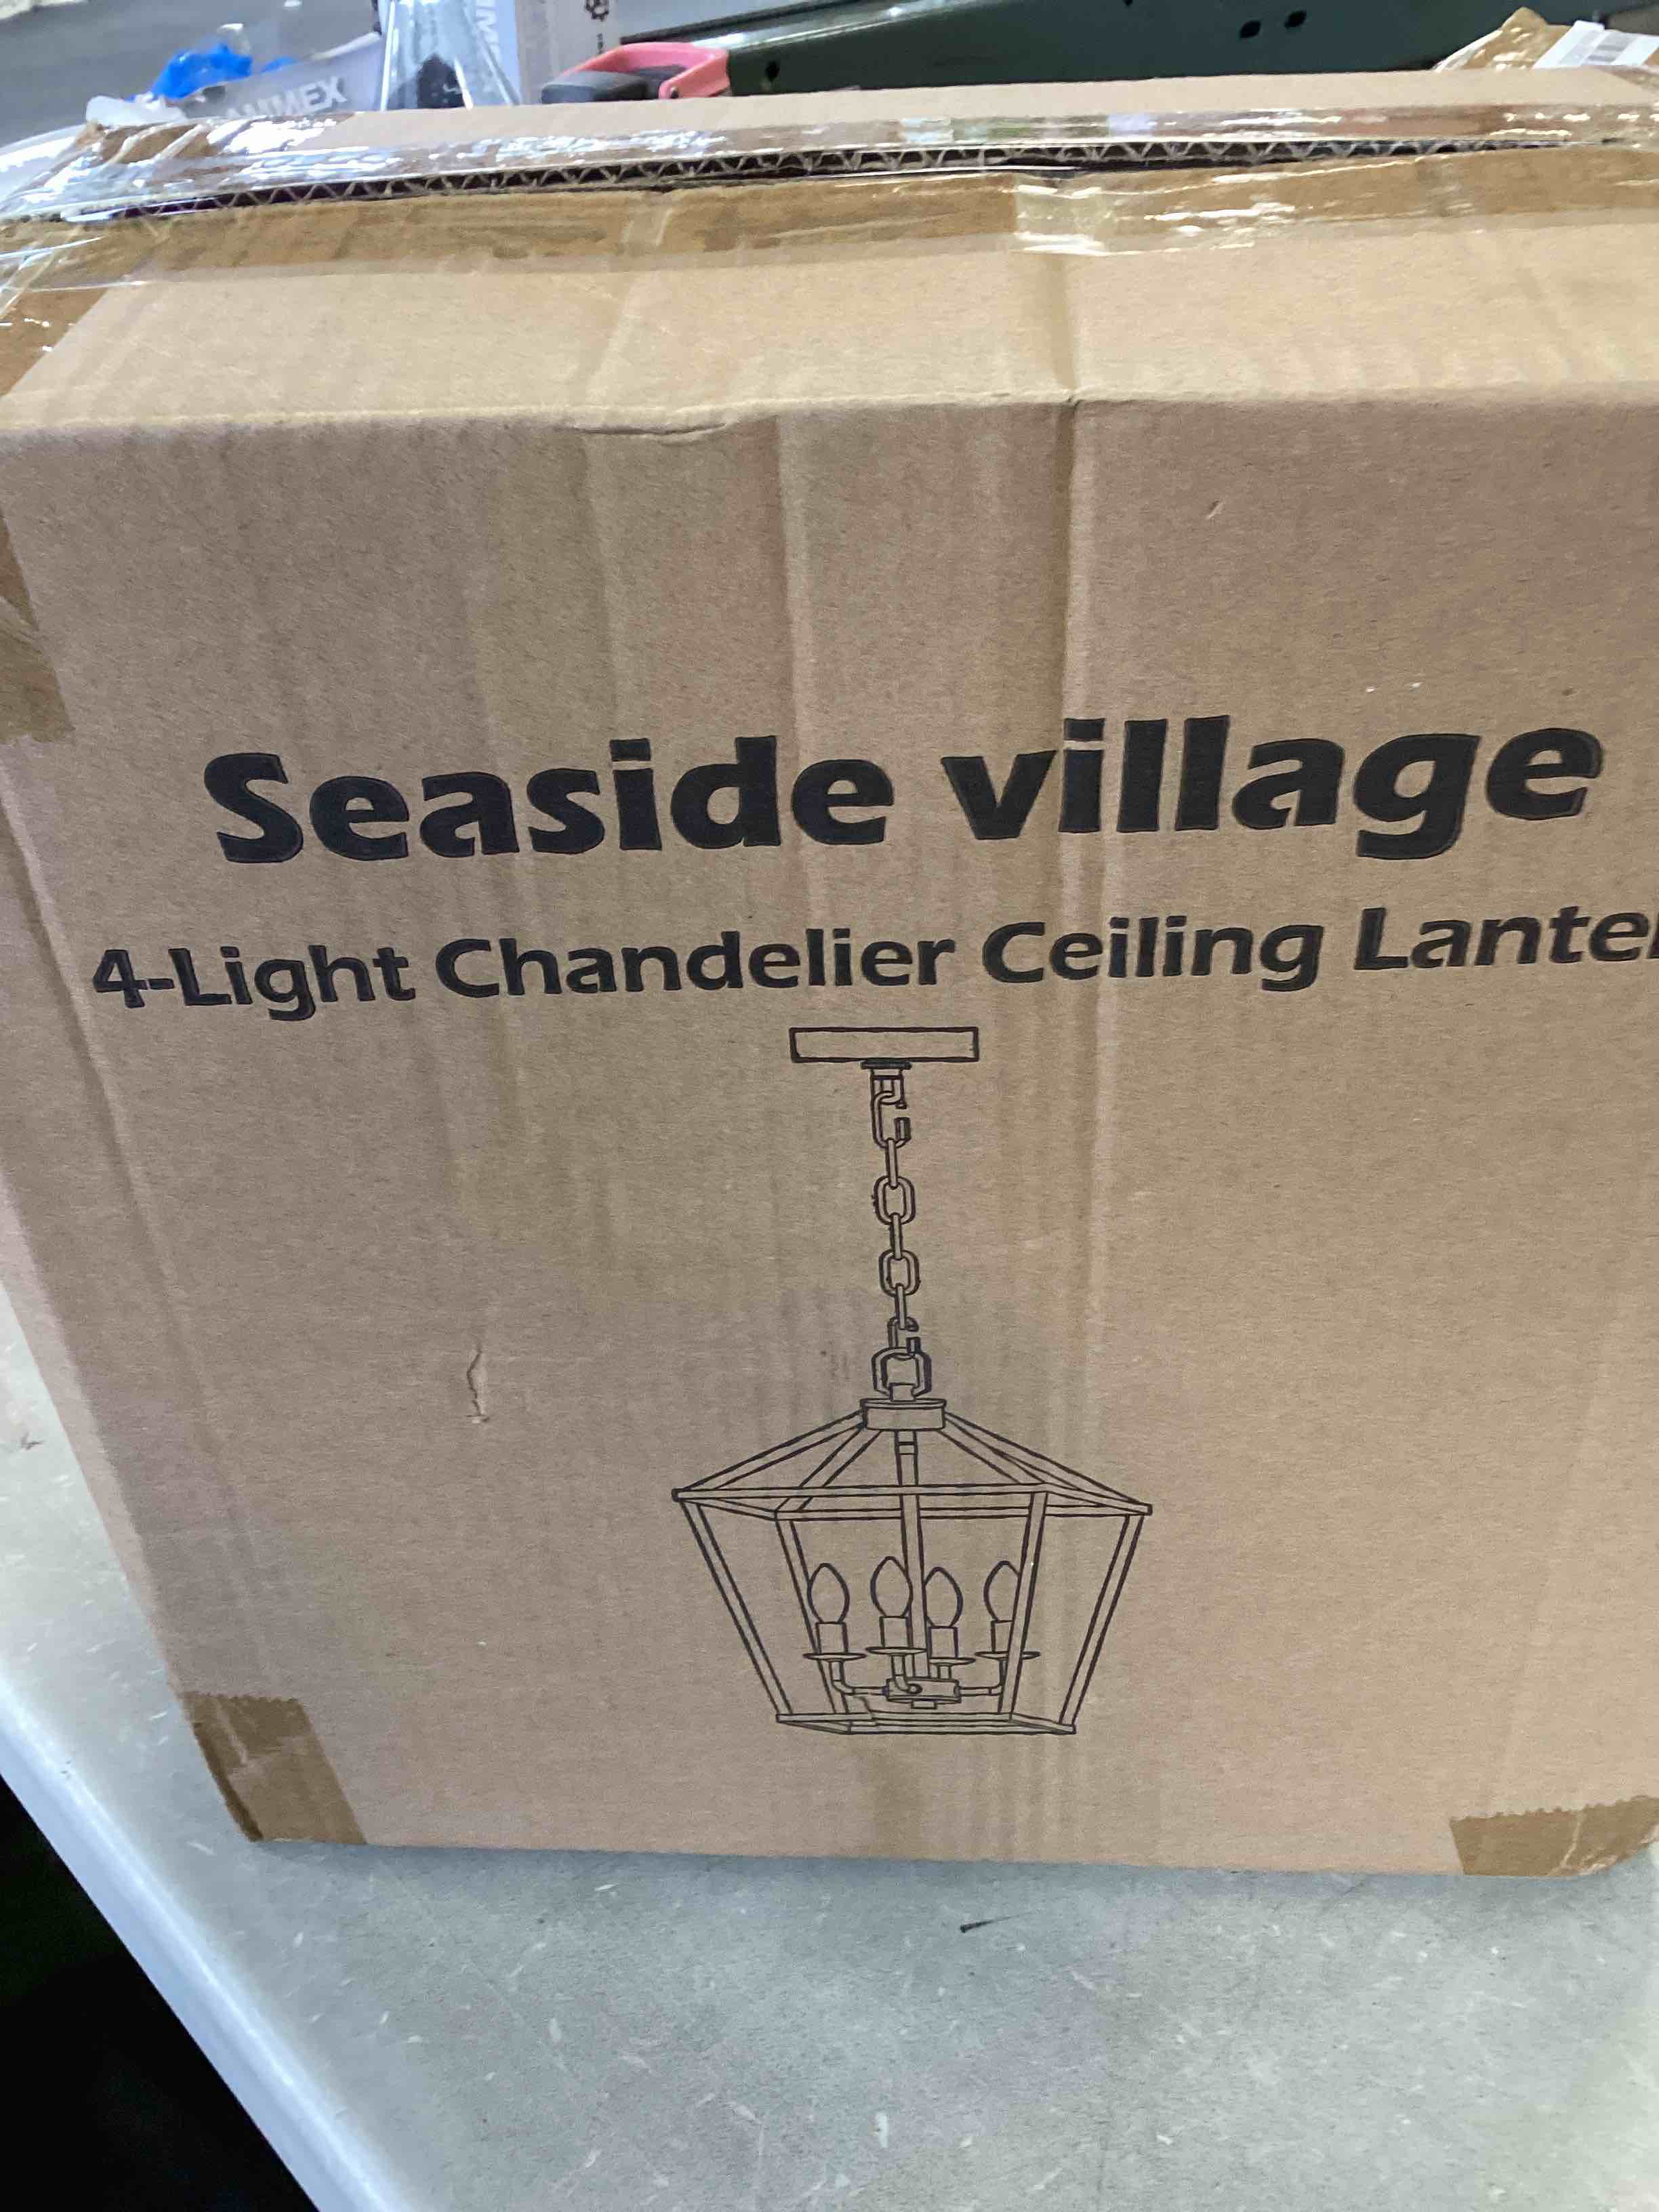 Seaside village
4-Light Chandelier Ceiling Lanter